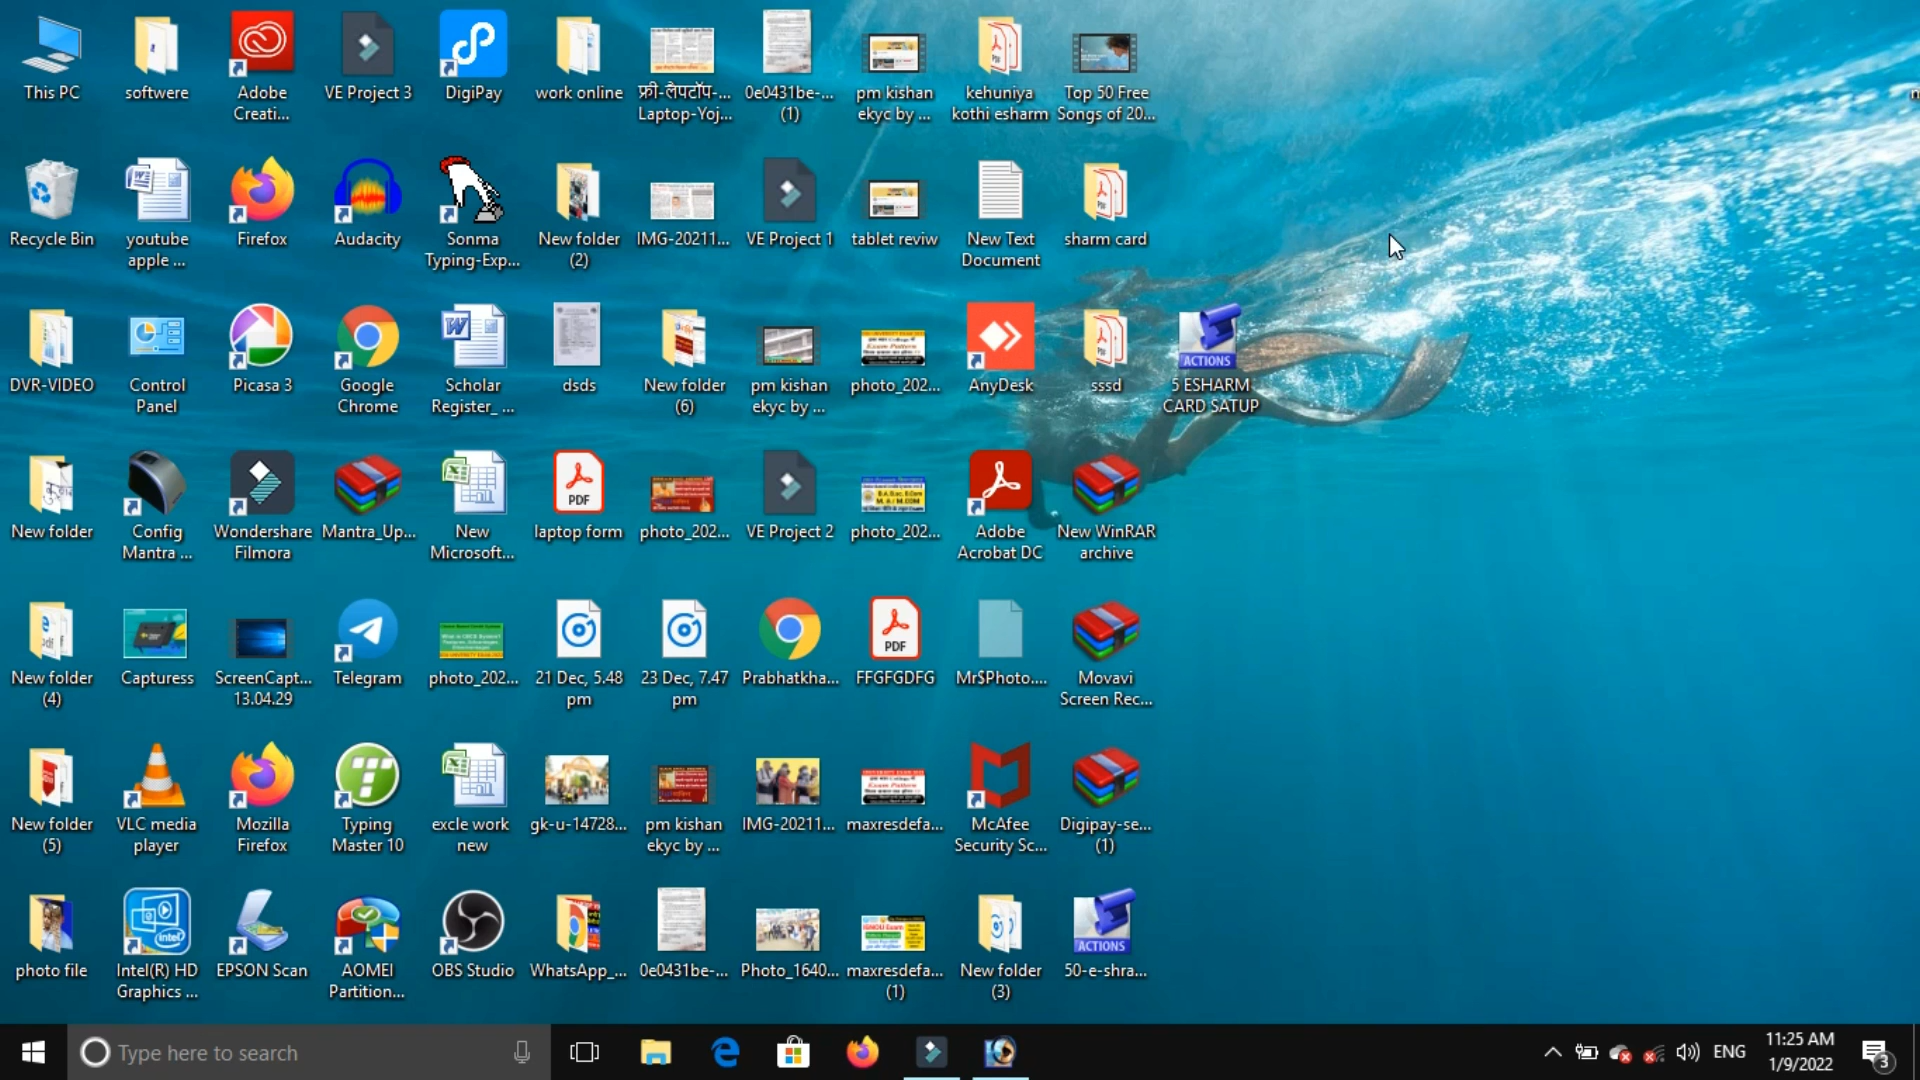 This PC
software
Adobe
Creati...
VE Project 3
DigiPay
work online
फ्री-लैपटॉप-...
Laptop-Yoj...
0e0431be-...
(1)
pm kishan
ekyc by ...
kehuniya
kothi esharm
Top 50 Free
Songs of 20...
Recycle Bin
youtube
apple ...
Firefox
Audacity
Sonma
Typing-Exp...
New folder
(2)
IMG-20211...
VE Project 1
tablet reviw
New Text
Document
sharm card
DVR-VIDEO
Control
Panel
Picasa 3
Google
Chrome
Scholar
Register_ ...
dsds
New folder
(6)
pm kishan
ekyc by ...
photo_202...
AnyDesk
sssd
ACTIONS
5 ESHARM
CARD SATUP
New folder
Config
Mantra ...
Wondershare
Filmora
Mantra_Up...
New
Microsoft...
PDF
laptop form
photo_202...
VE Project 2
photo_202...
Adobe
Acrobat DC
New WinRAR
archive
New folder
(4)
Capturess
ScreenCapt...
13.04.29
Telegram
photo_202...
21 Dec, 5.48
pm
23 Dec, 7.47
pm
Prabhatkha...
PDF
FFGFGDFG
Mr$Photo....
Movavi
Screen Rec...
New folder
(5)
VLC media
player
Mozilla
Firefox
Typing
Master 10
excle work
new
gk-u-14728...
pm kishan
ekyc by ...
IMG-20211...
maxresdefa...
McAfee
Security Sc...
Digipay-se...
(1)
photo file
intel
Intel(R) HD
Graphics ...
EPSON Scan
AOMEI
Partition...
OBS Studio
WhatsApp_...
0e0431be-...
Photo_1640...
maxresdefa...
(1)
New folder
(3)
ACTIONS
50-e-shra...
Type here to search
ENG
11:25 AM
1/9/2022
3